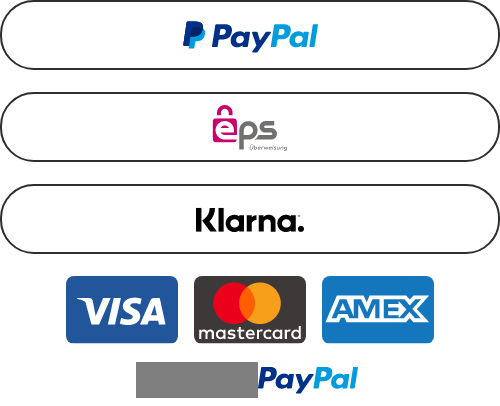 PayPal
eps
Überweisung
Klarna.
VISA
mastercard
AMEX
PayPal